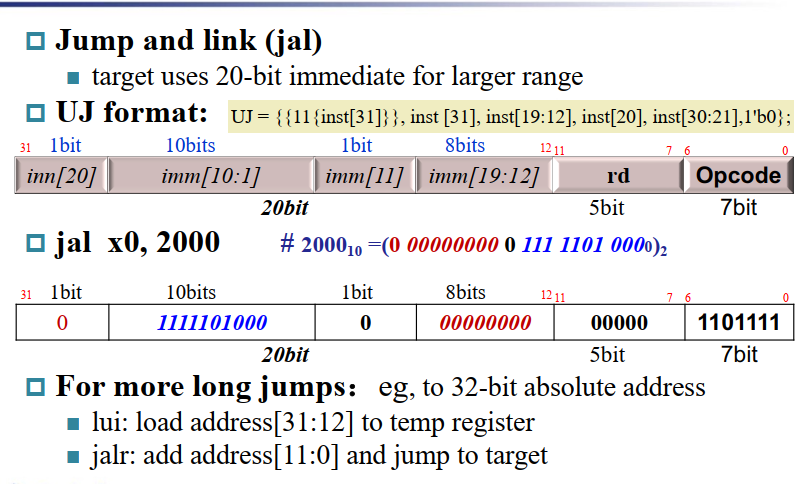 Jump and link (jal)
target uses 20-bit immediate for larger range
UJ format: UJ = {{11{inst[31]}}, inst [31], inst[19:12], inst[20], inst[30:21],1'b0};
31 1bit 10bits 1bit 8bits 12 11 7 6 0
inn[20] imm[10:1] imm[11] imm[19:12] rd Opcode
20bit 5bit 7bit
jal x0, 2000 # 2000₁₀ =(0 00000000 0 111 1101 000₀)₂
31 1bit 10bits 1bit 8bits 12 11 7 6 0
0 1111101000 0 00000000 00000 1101111
20bit 5bit 7bit
For more long jumps： eg, to 32-bit absolute address
lui: load address[31:12] to temp register
jalr: add address[11:0] and jump to target